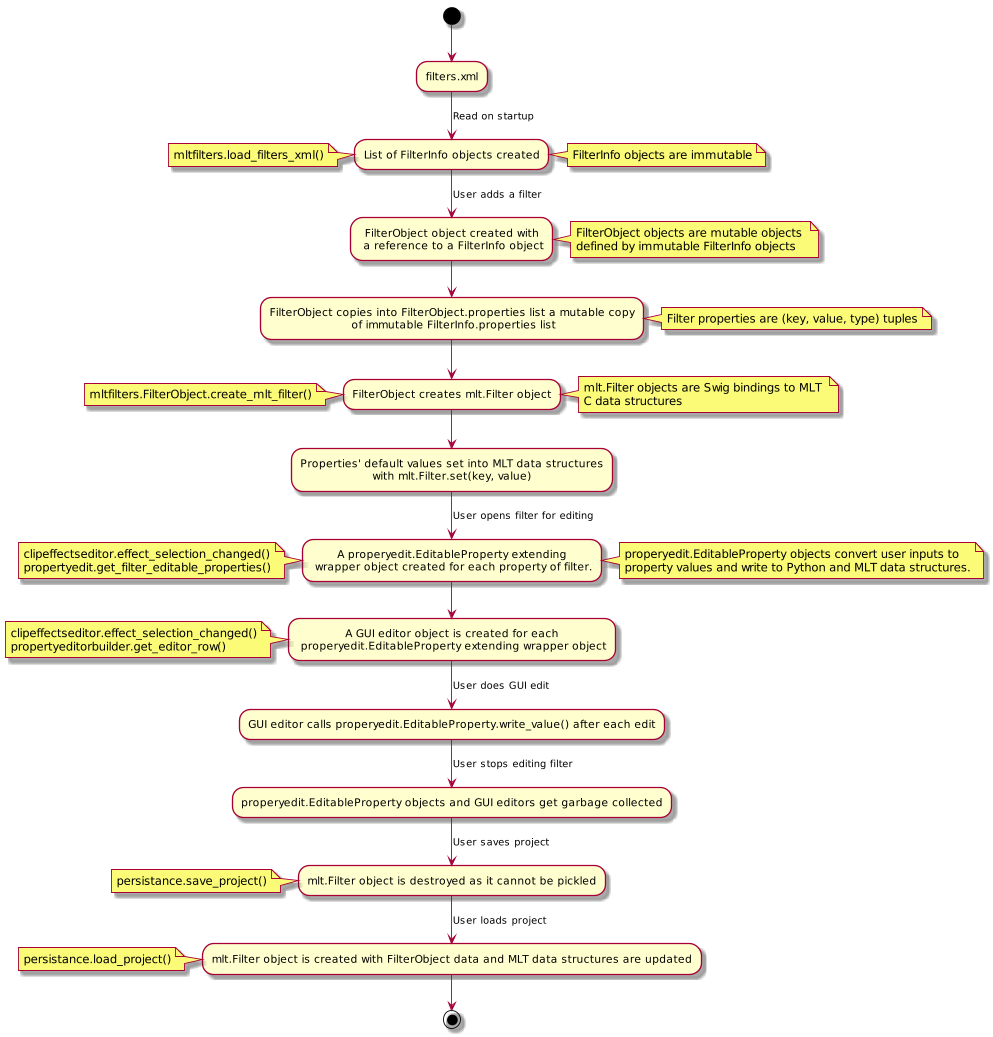 filters.xml
Read on startup
mltfilters.load_filters_xml()
List of FilterInfo objects created
FilterInfo objects are immutable
User adds a filter
FilterObject object created with
a reference to a FilterInfo object
FilterObject objects are mutable objects
defined by immutable FilterInfo objects
FilterObject copies into FilterObject.properties list a mutable copy
of immutable FilterInfo.properties list
Filter properties are (key, value, type) tuples
mltfilters.FilterObject.create_mlt_filter()
FilterObject creates mlt.Filter object
mlt.Filter objects are Swig bindings to MLT
C data structures
Properties' default values set into MLT data structures
with mlt.Filter.set(key, value)
User opens filter for editing
clipeffectseditor.effect_selection_changed()
propertyedit.get_filter_editable_properties()
A properyedit.EditableProperty extending
wrapper object created for each property of filter.
properyedit.EditableProperty objects convert user inputs to
property values and write to Python and MLT data structures.
clipeffectseditor.effect_selection_changed()
propertyeditorbuilder.get_editor_row()
A GUI editor object is created for each
properyedit.EditableProperty extending wrapper object
User does GUI edit
GUI editor calls properyedit.EditableProperty.write_value() after each edit
User stops editing filter
properyedit.EditableProperty objects and GUI editors get garbage collected
User saves project
persistance.save_project()
mlt.Filter object is destroyed as it cannot be pickled
User loads project
persistance.load_project()
mlt.Filter object is created with FilterObject data and MLT data structures are updated